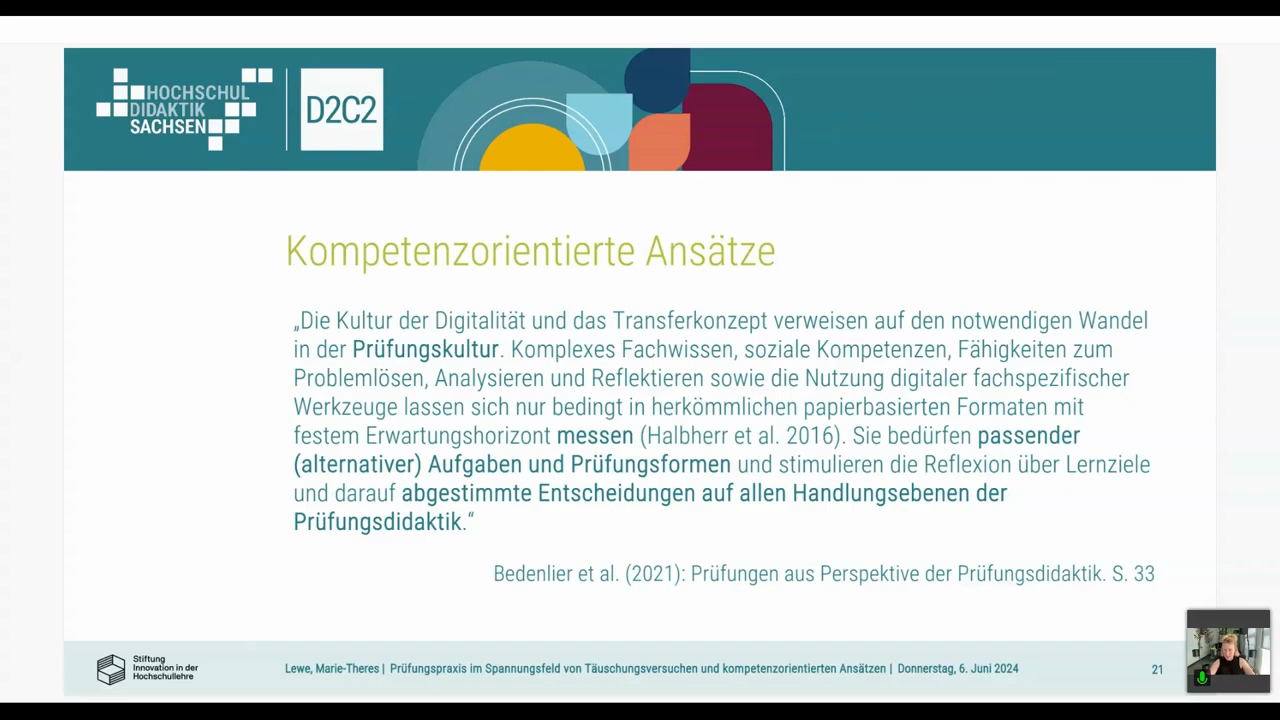 HOCHSCHUL
DIDAKTIK
SACHSEN
D2C2
Kompetenzorientierte Ansätze
„Die Kultur der Digitalität und das Transferkonzept verweisen auf den notwendigen Wandel
in der Prüfungskultur. Komplexes Fachwissen, soziale Kompetenzen, Fähigkeiten zum
Problemlösen, Analysieren und Reflektieren sowie die Nutzung digitaler fachspezifischer
Werkzeuge lassen sich nur bedingt in herkömmlichen papierbasierten Formaten mit
festem Erwartungshorizont messen (Halbherr et al. 2016). Sie bedürfen passender
(alternativer) Aufgaben und Prüfungsformen und stimulieren die Reflexion über Lernziele
und darauf abgestimmte Entscheidungen auf allen Handlungsebenen der
Prüfungsdidaktik.“
Bedenlier et al. (2021): Prüfungen aus Perspektive der Prüfungsdidaktik. S. 33
Stiftung
Innovation in der
Hochschullehre
Lewe, Marie-Theres | Prüfungspraxis im Spannungsfeld von Täuschungsversuchen und kompetenzorientierten Ansätzen | Donnerstag, 6. Juni 2024
21